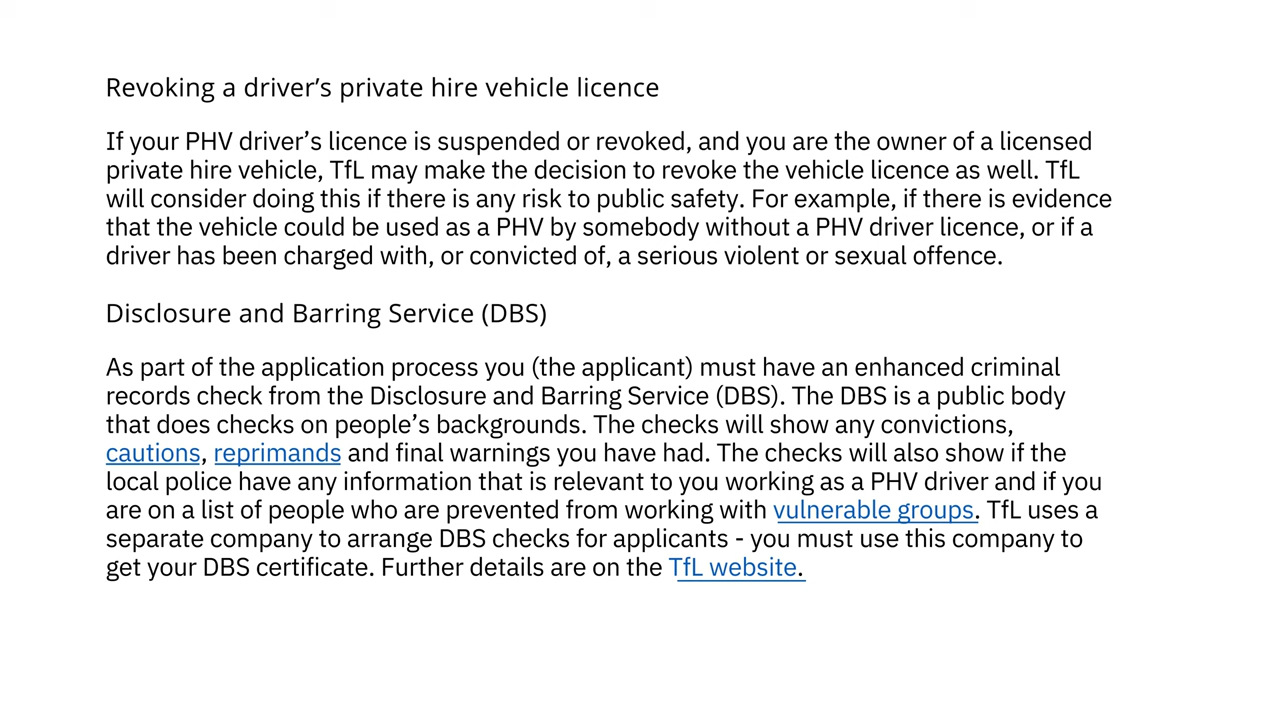 Revoking a driver’s private hire vehicle licence
If your PHV driver’s licence is suspended or revoked, and you are the owner of a licensed
private hire vehicle, TfL may make the decision to revoke the vehicle licence as well. TfL
will consider doing this if there is any risk to public safety. For example, if there is evidence
that the vehicle could be used as a PHV by somebody without a PHV driver licence, or if a
driver has been charged with, or convicted of, a serious violent or sexual offence.
Disclosure and Barring Service (DBS)
As part of the application process you (the applicant) must have an enhanced criminal
records check from the Disclosure and Barring Service (DBS). The DBS is a public body
that does checks on people’s backgrounds. The checks will show any convictions,
cautions, reprimands and final warnings you have had. The checks will also show if the
local police have any information that is relevant to you working as a PHV driver and if you
are on a list of people who are prevented from working with vulnerable groups. TfL uses a
separate company to arrange DBS checks for applicants - you must use this company to
get your DBS certificate. Further details are on the TfL website.